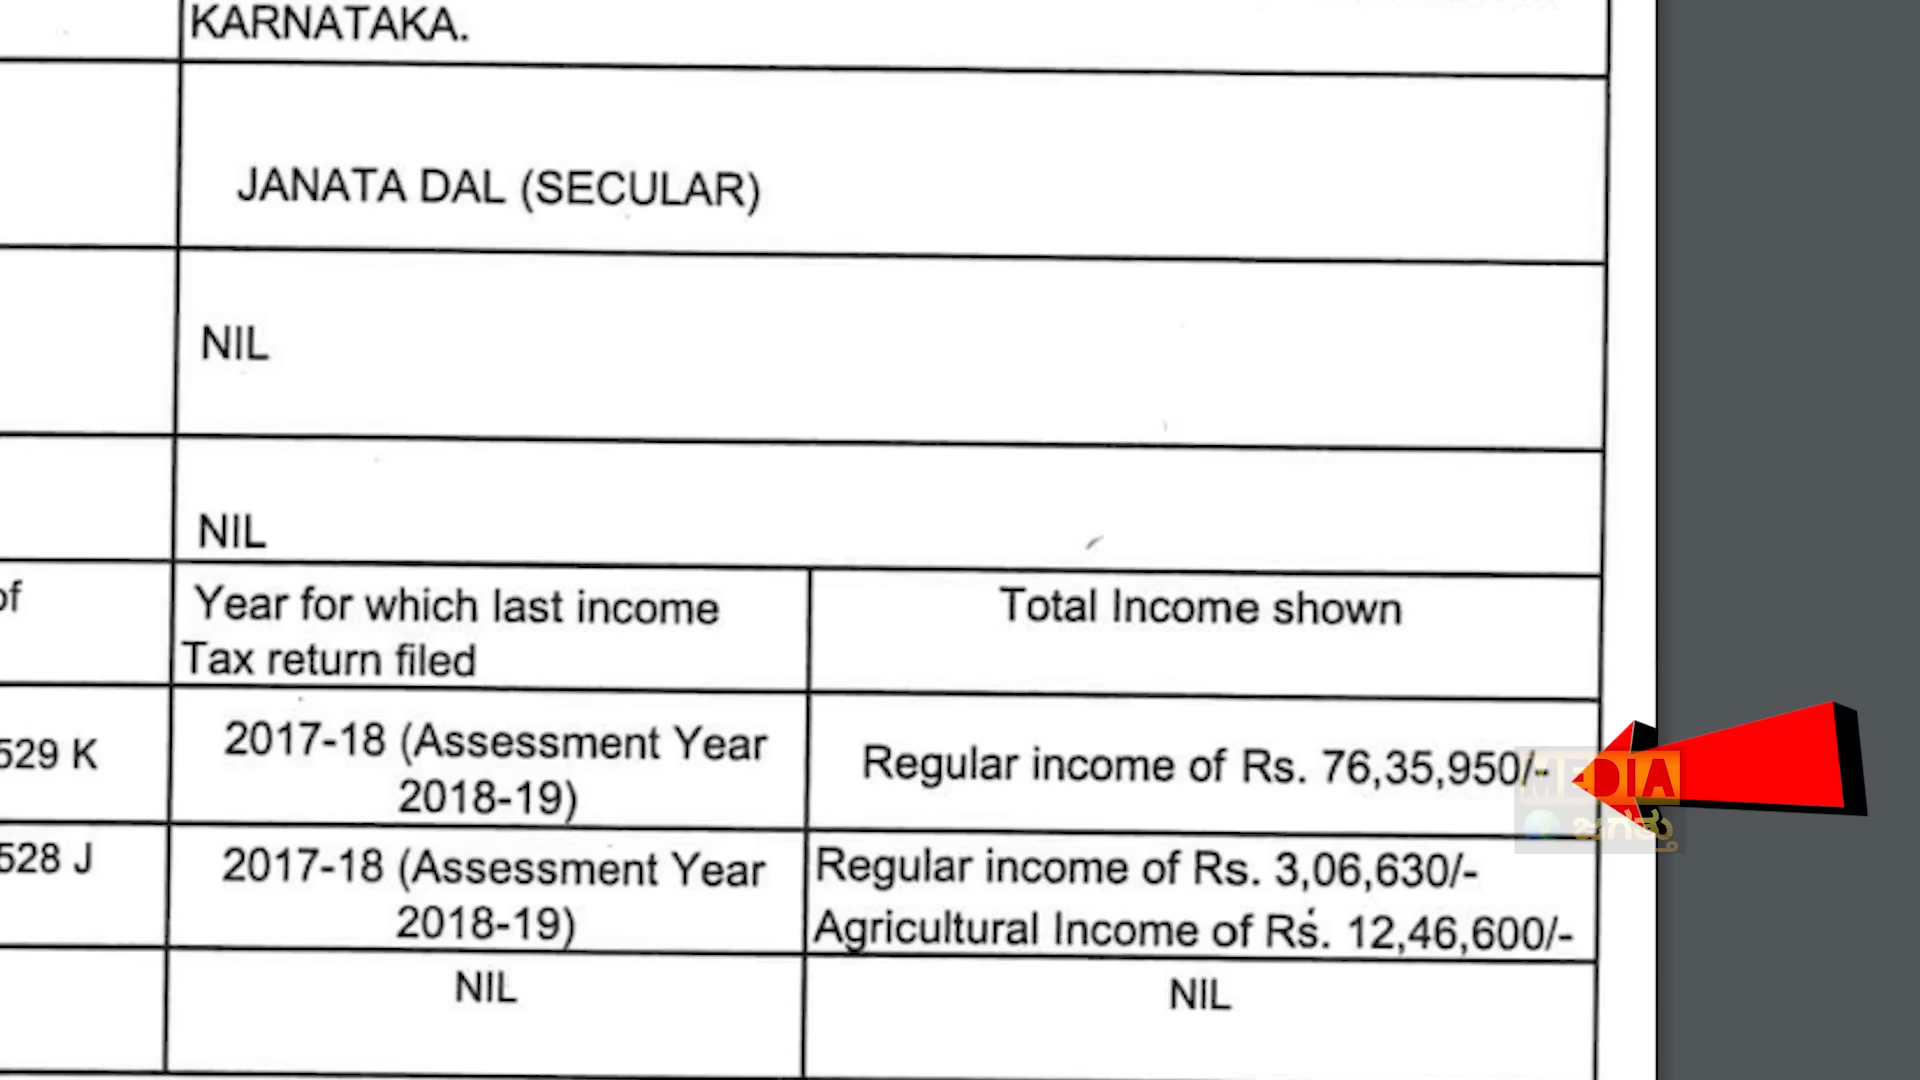 KARNATAKA.
JANATA DAL (SECULAR)
NIL
NIL
of
Year for which last income
Tax return filed
Total Income shown
529 K
2017-18 (Assessment Year
2018-19)
Regular income of Rs. 76,35,950/-
528 J
2017-18 (Assessment Year
2018-19)
Regular income of Rs. 3,06,630/-
Agricultural Income of Rs. 12,46,600/-
NIL
NIL
MEDIA
ಜಗತ್ತು